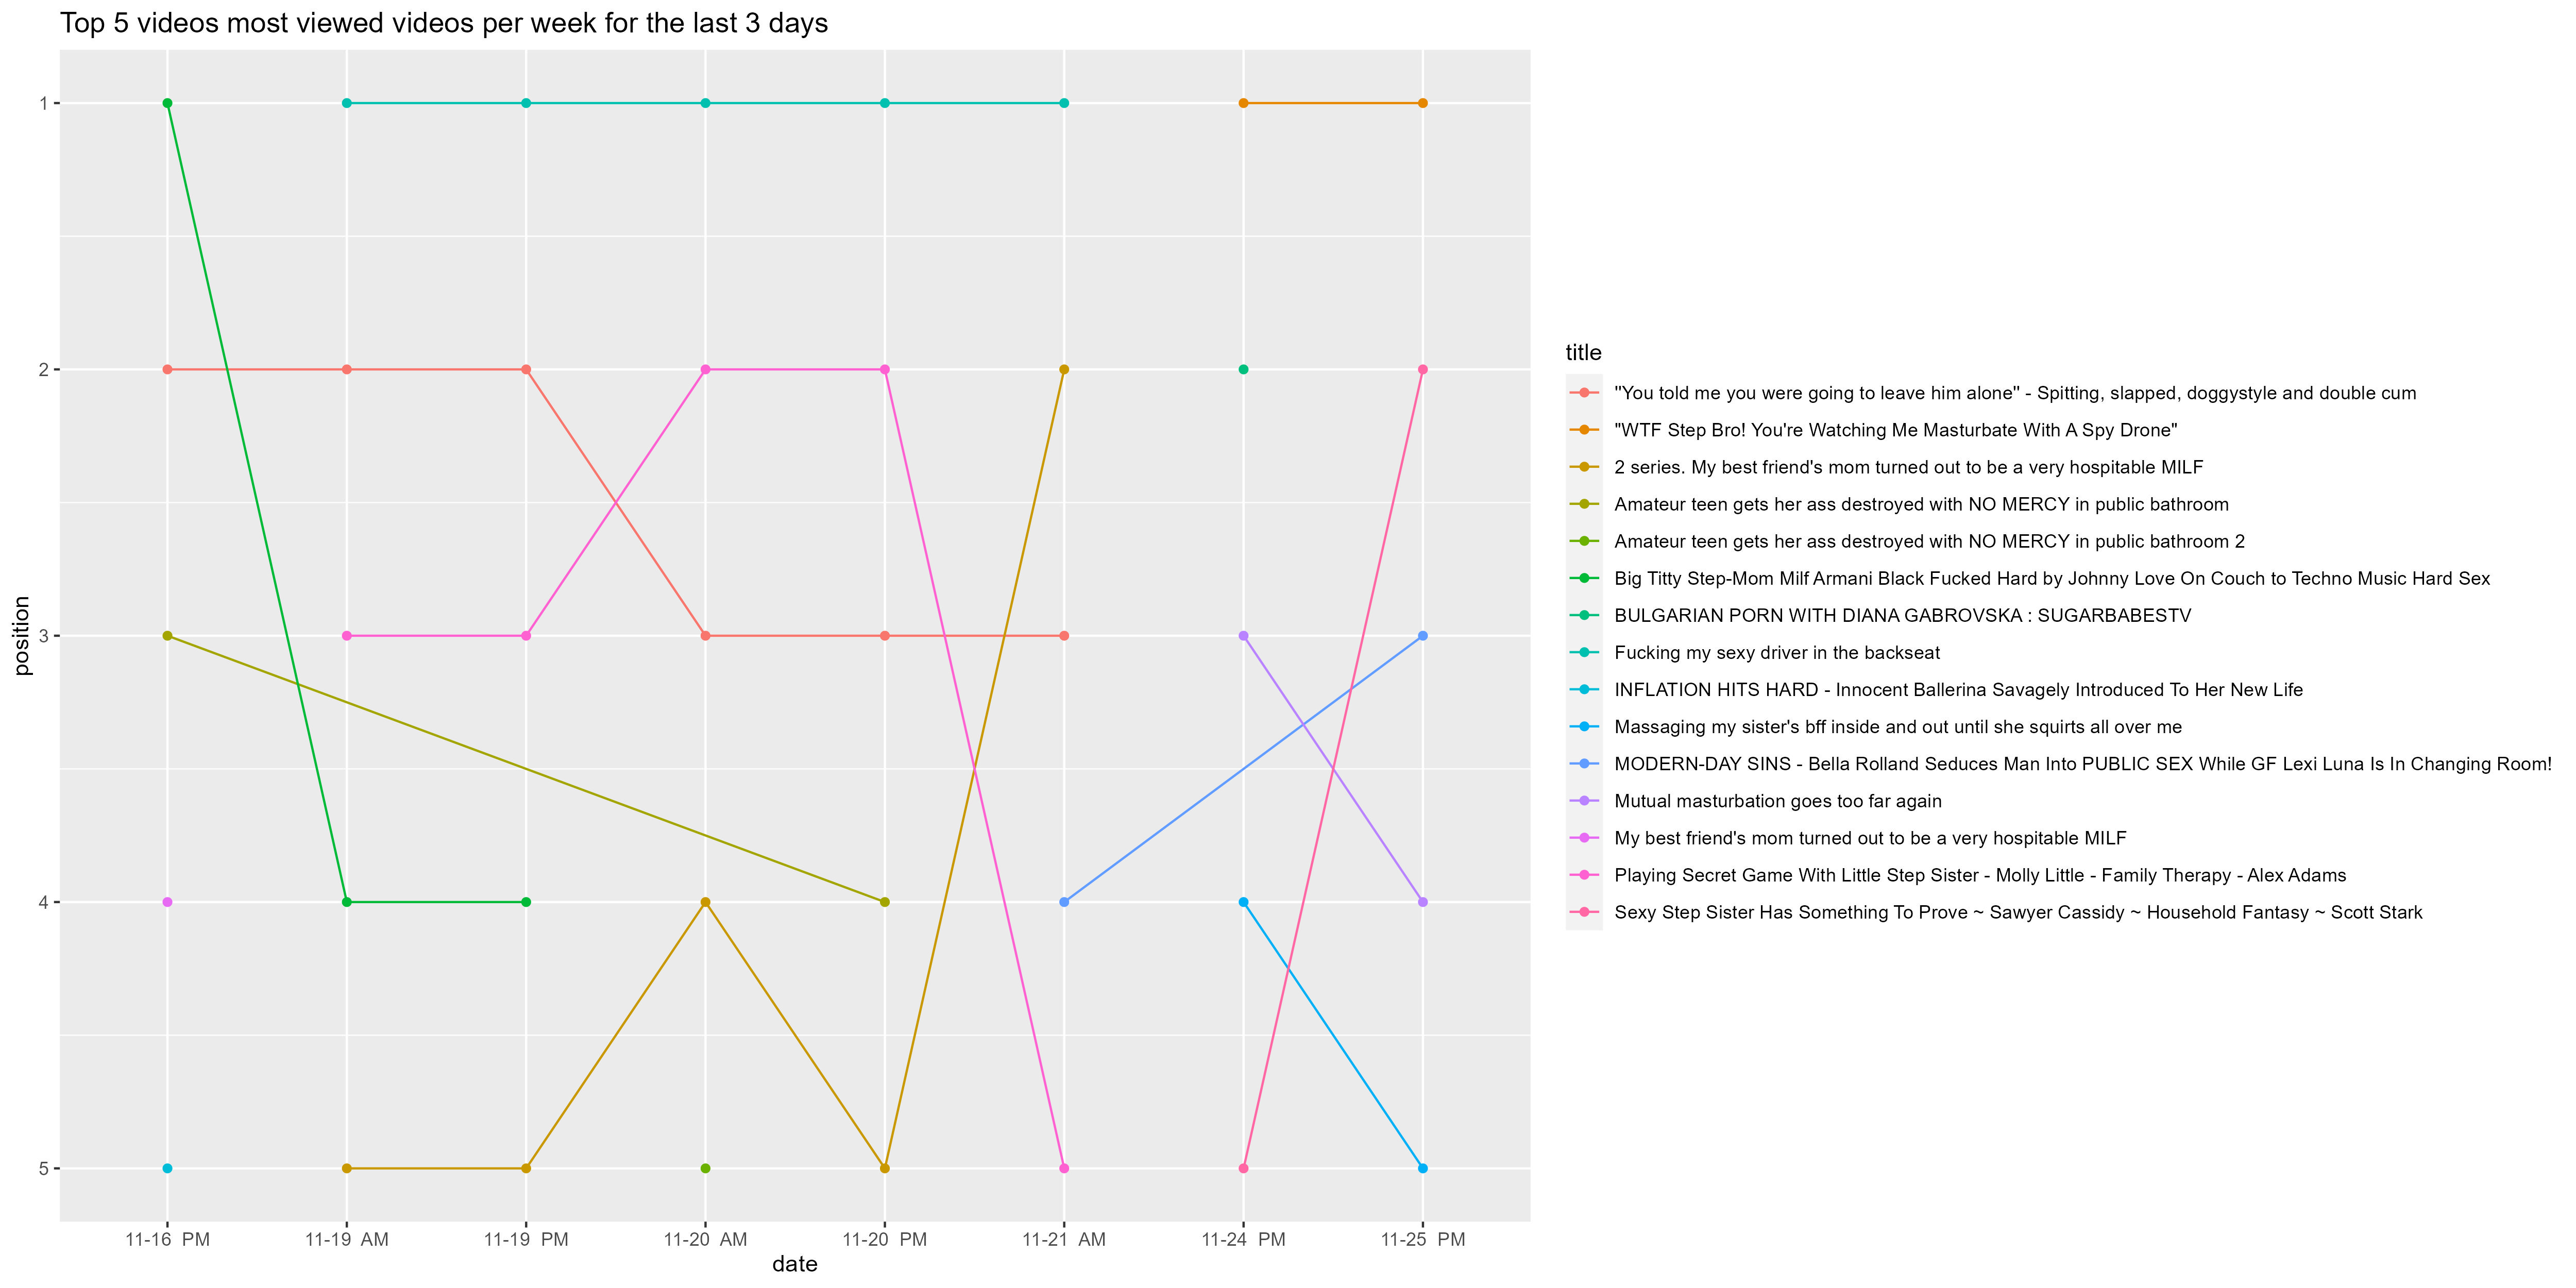 Top 5 videos most viewed videos per week for the last 3 days
position
1
2
3
4
5
11-16 PM
11-19 AM
11-19 PM
11-20 AM
11-20 PM
11-21 AM
11-24 PM
11-25 PM
date
title
"You told me you were going to leave him alone" - Spitting, slapped, doggystyle and double cum
"WTF Step Bro! You're Watching Me Masturbate With A Spy Drone"
2 series. My best friend's mom turned out to be a very hospitable MILF
Amateur teen gets her ass destroyed with NO MERCY in public bathroom
Amateur teen gets her ass destroyed with NO MERCY in public bathroom 2
Big Titty Step-Mom Milf Armani Black Fucked Hard by Johnny Love On Couch to Techno Music Hard Sex
BULGARIAN PORN WITH DIANA GABROVSKA : SUGARBABESTV
Fucking my sexy driver in the backseat
INFLATION HITS HARD - Innocent Ballerina Savagely Introduced To Her New Life
Massaging my sister's bff inside and out until she squirts all over me
MODERN-DAY SINS - Bella Rolland Seduces Man Into PUBLIC SEX While GF Lexi Luna Is In Changing Room!
Mutual masturbation goes too far again
My best friend's mom turned out to be a very hospitable MILF
Playing Secret Game With Little Step Sister - Molly Little - Family Therapy - Alex Adams
Sexy Step Sister Has Something To Prove ~ Sawyer Cassidy ~ Household Fantasy ~ Scott Stark